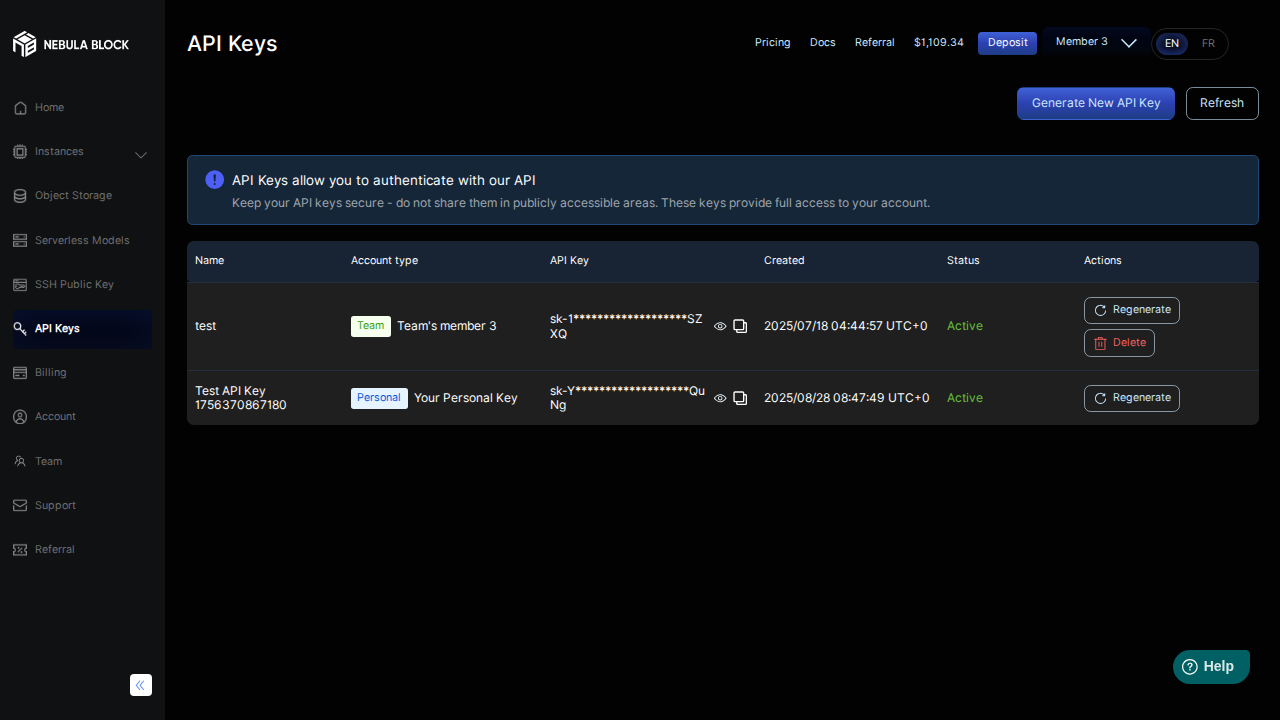 NEBULA BLOCK
Home
Instances
Object Storage
Serverless Models
SSH Public Key
API Keys
Billing
Account
Team
Support
Referral
API Keys
Pricing Docs Referral $1,109.34 Deposit Member 3 EN FR
Generate New API Key Refresh
API Keys allow you to authenticate with our API
Keep your API keys secure - do not share them in publicly accessible areas. These keys provide full access to your account.
Name Account type API Key Created Status Actions
test Team Team's member 3 sk-1*******************SZ
XQ 2025/07/18 04:44:57 UTC+0 Active Regenerate
Delete
Test API Key
1756370867180 Personal Your Personal Key sk-Y*******************Qu
Ng 2025/08/28 08:47:49 UTC+0 Active Regenerate
Help